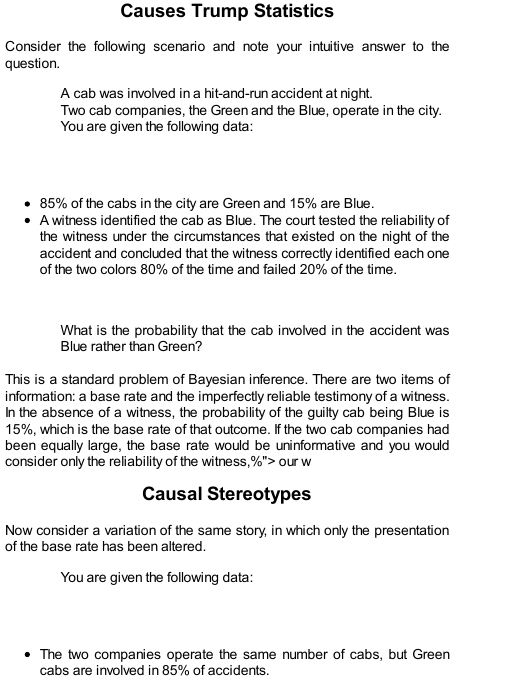 Causes Trump Statistics
Consider the following scenario and note your intuitive answer to the
question.
A cab was involved in a hit-and-run accident at night.
Two cab companies, the Green and the Blue, operate in the city.
You are given the following data:
• 85% of the cabs in the city are Green and 15% are Blue.
• A witness identified the cab as Blue. The court tested the reliability of
the witness under the circumstances that existed on the night of the
accident and concluded that the witness correctly identified each one
of the two colors 80% of the time and failed 20% of the time.
What is the probability that the cab involved in the accident was
Blue rather than Green?
This is a standard problem of Bayesian inference. There are two items of
information: a base rate and the imperfectly reliable testimony of a witness.
In the absence of a witness, the probability of the guilty cab being Blue is
15%, which is the base rate of that outcome. If the two cab companies had
been equally large, the base rate would be uninformative and you would
consider only the reliability of the witness,%"> our w
Causal Stereotypes
Now consider a variation of the same story, in which only the presentation
of the base rate has been altered.
You are given the following data:
• The two companies operate the same number of cabs, but Green
cabs are involved in 85% of accidents.